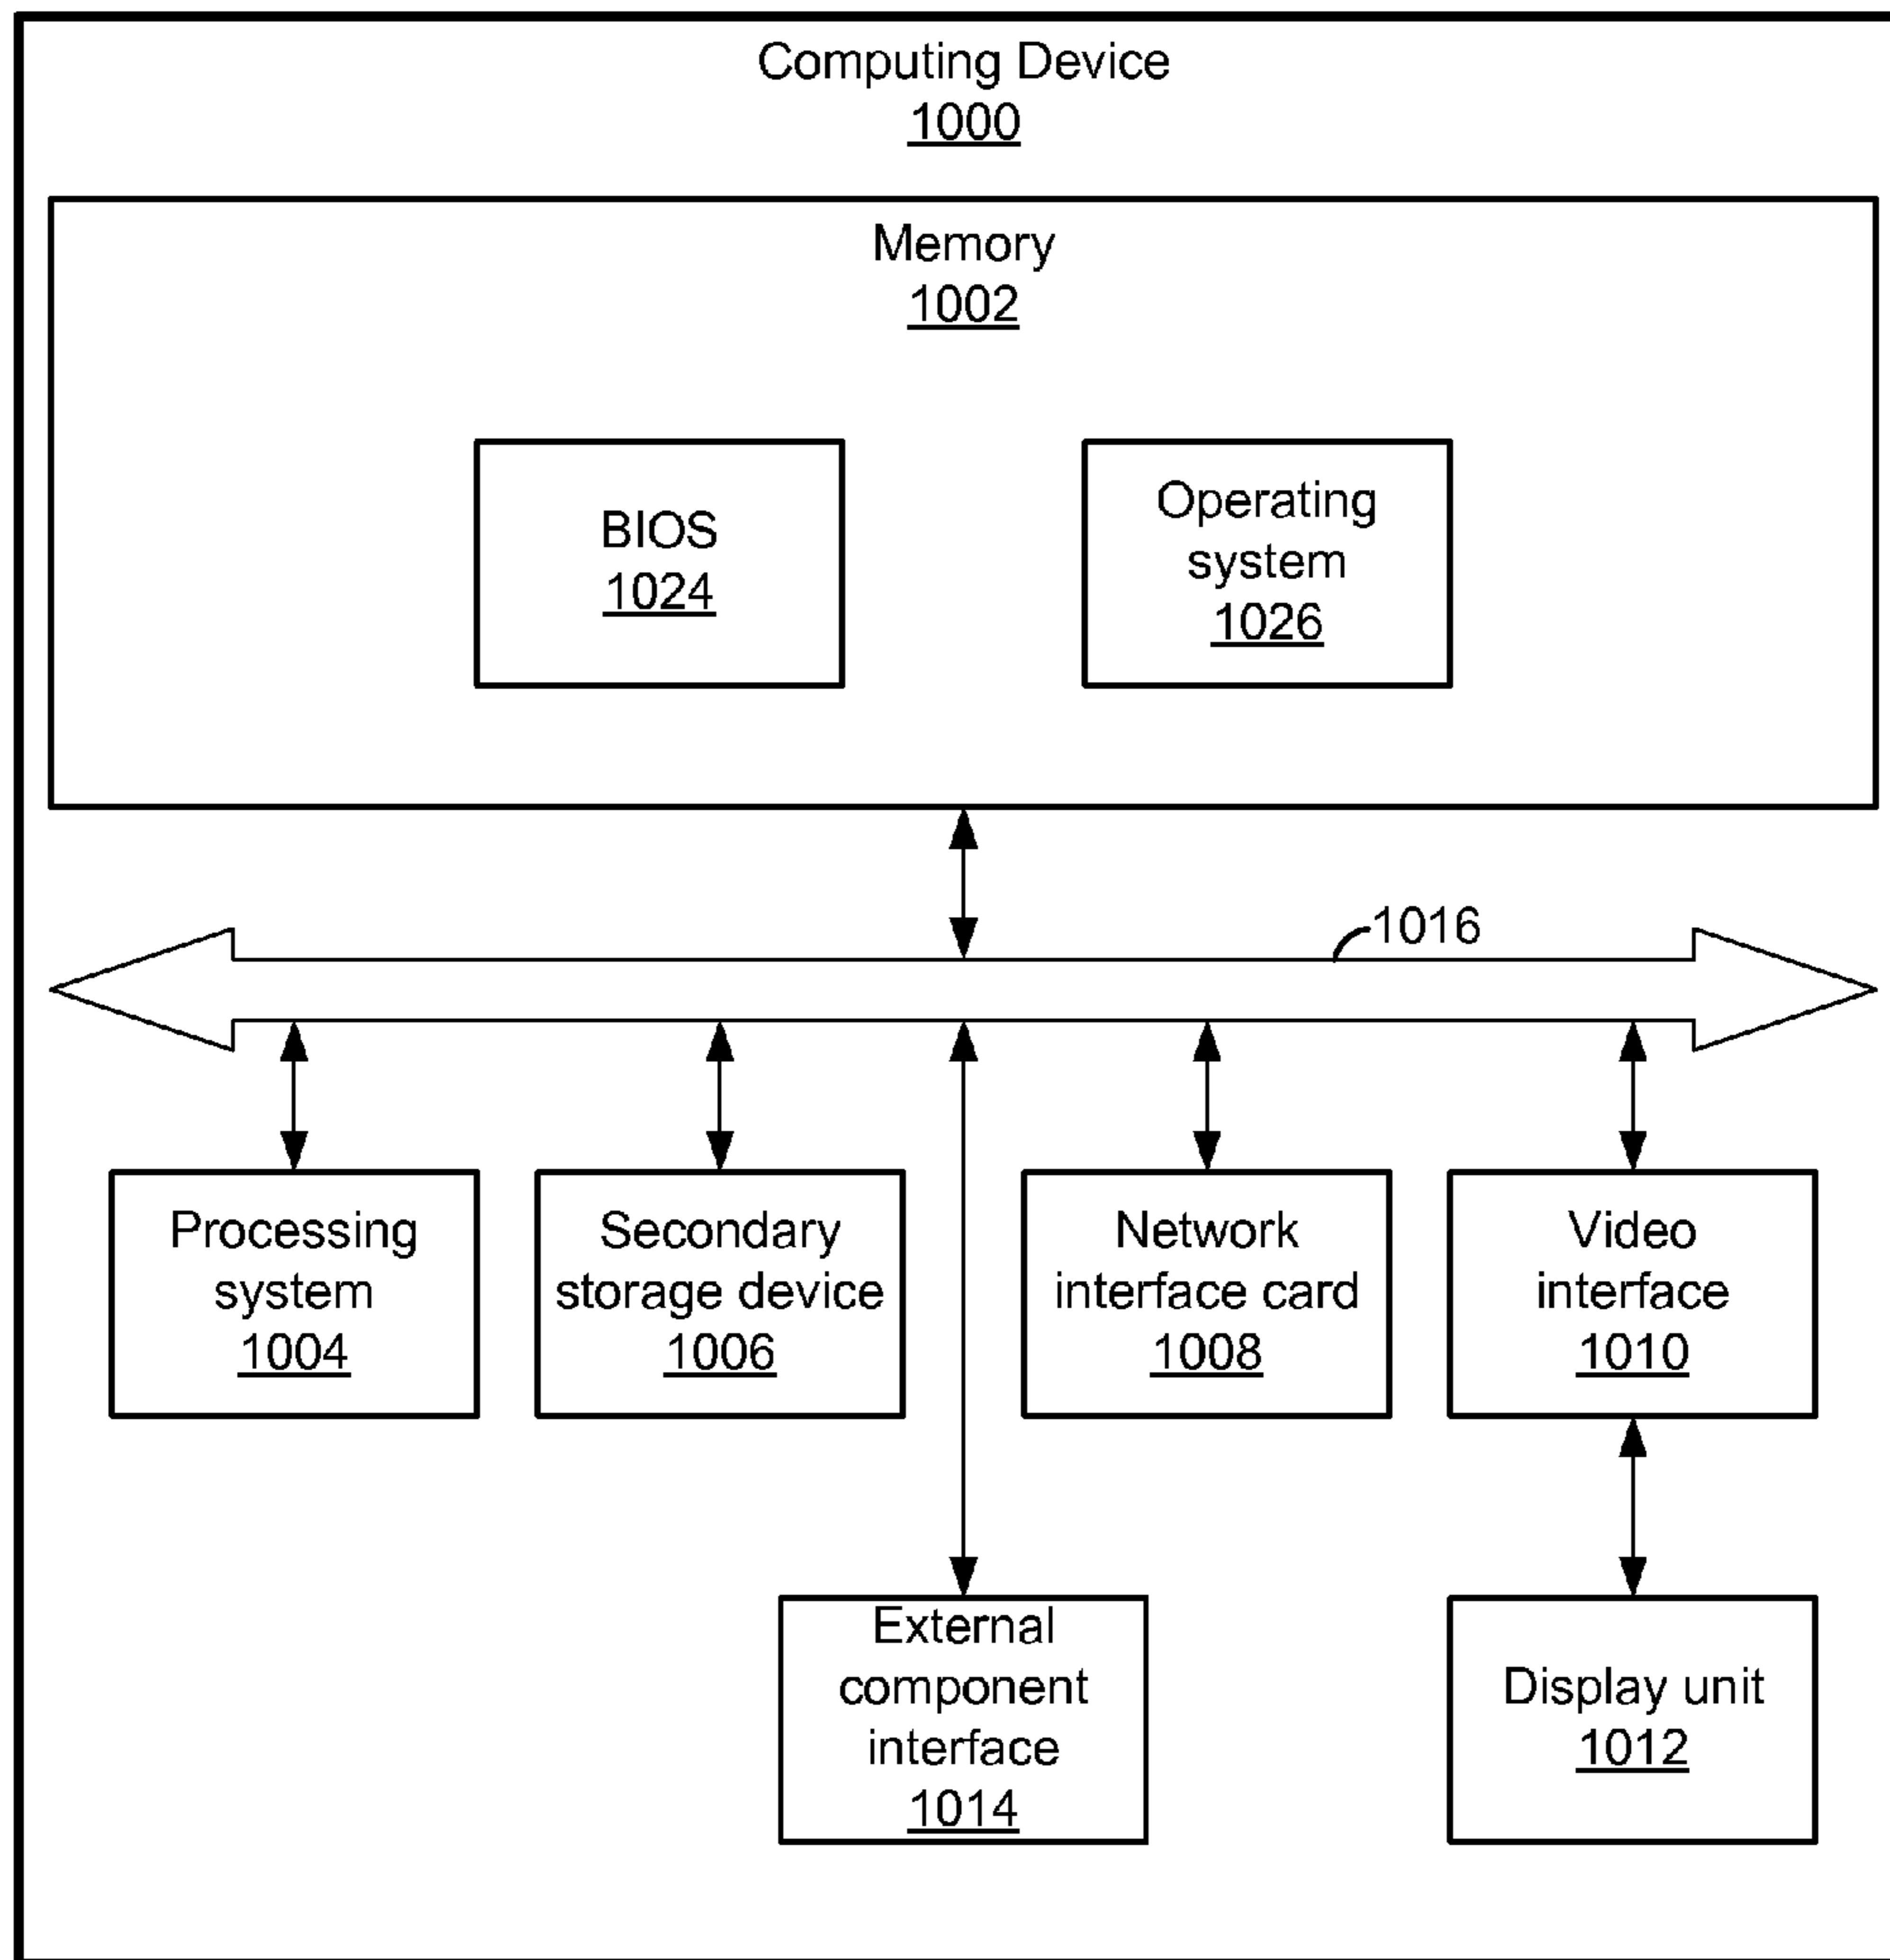 Computing Device
1000
Memory
1002
BIOS
1024
Operating
system
1026
1016
Processing
system
1004
Secondary
storage device
1006
Network
interface card
1008
Video
interface
1010
External
component
interface
1014
Display unit
1012